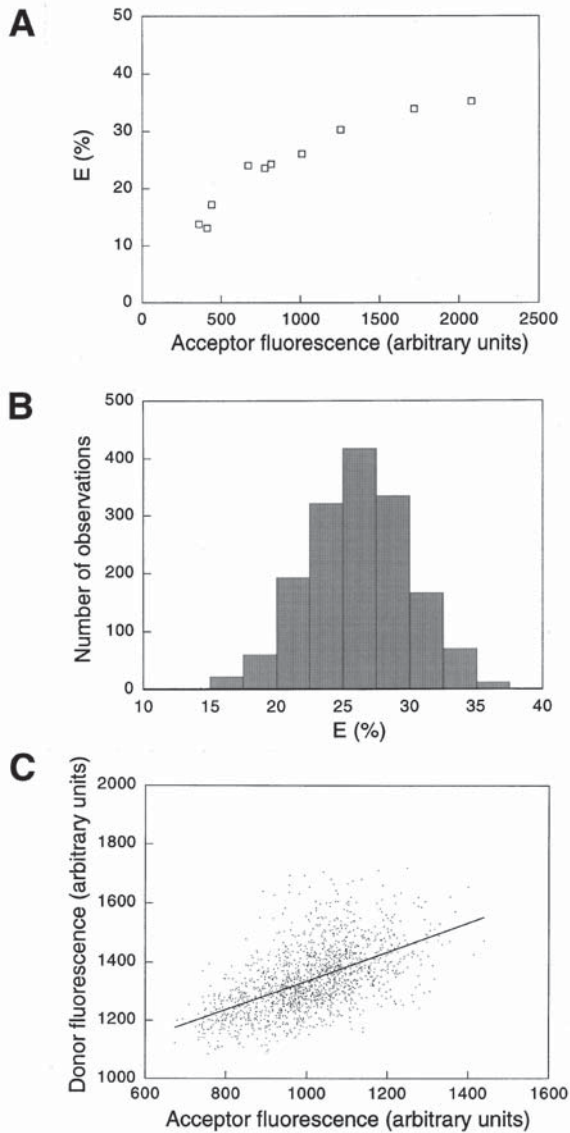 A
50
40
30
20
10
0
E (%)
0 500 1000 1500 2000 2500
Acceptor fluorescence (arbitrary units)
B
500
400
300
200
100
0
Number of observations
10 15 20 25 30 35 40
E (%)
C
2000
1800
1600
1400
1200
1000
Donor fluorescence (arbitrary units)
600 800 1000 1200 1400 1600
Acceptor fluorescence (arbitrary units)